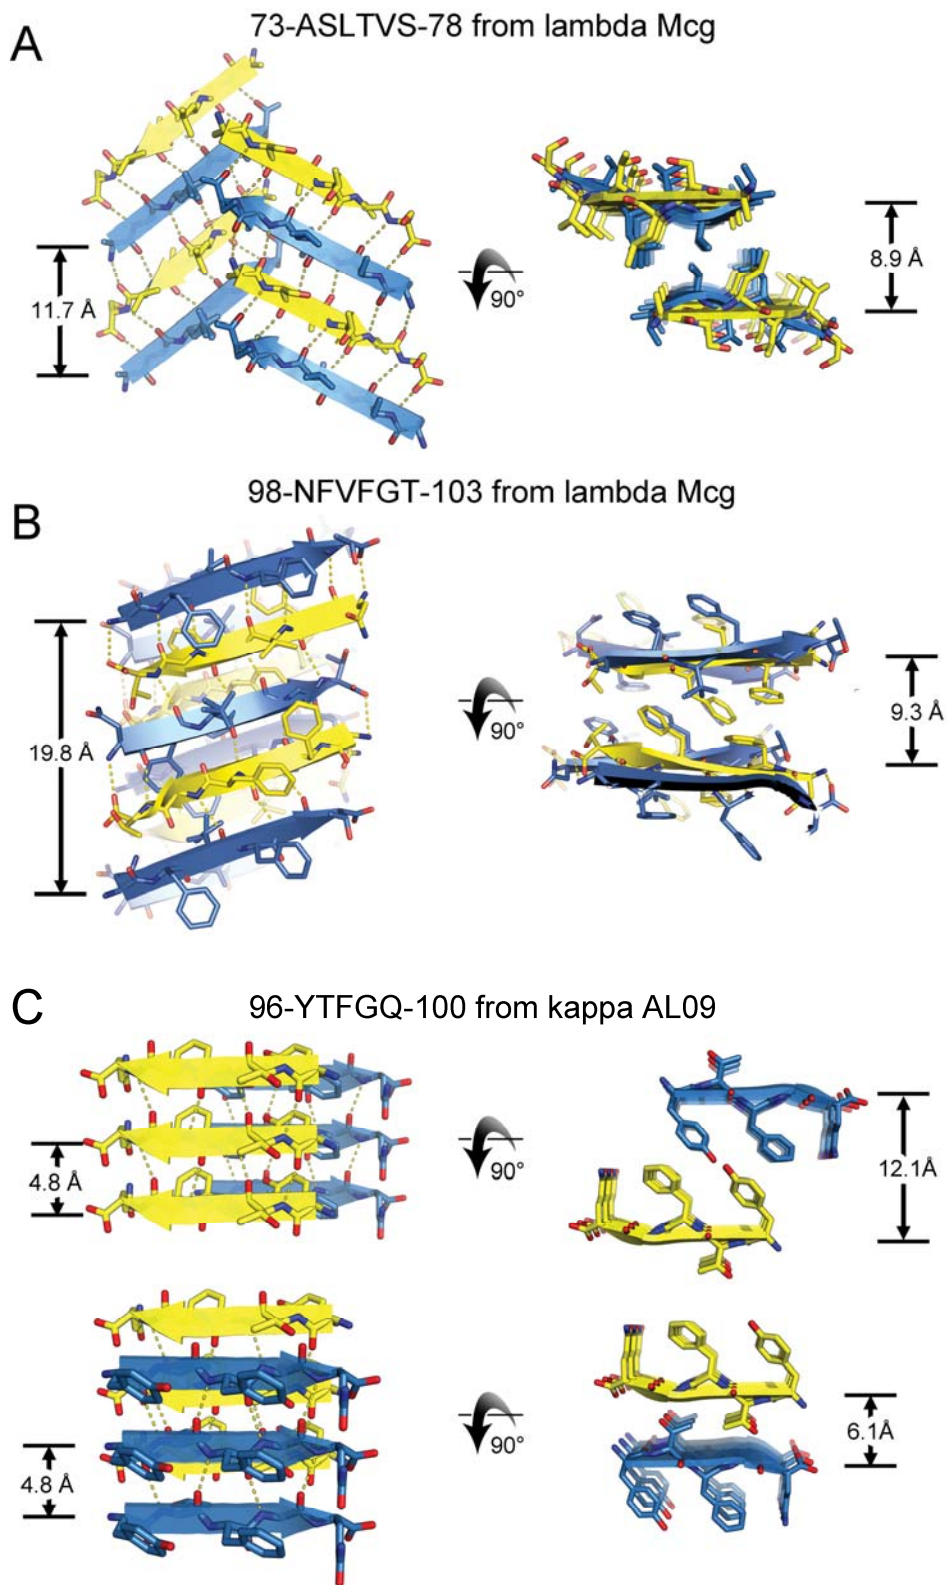 A
73-ASLTVS-78 from lambda Mcg
11.7 Å
90°
8.9 Å
B
98-NFVFGT-103 from lambda Mcg
19.8 Å
90°
9.3 Å
C
96-YTFGQ-100 from kappa AL09
4.8 Å
90°
12.1Å
4.8 Å
90°
6.1Å